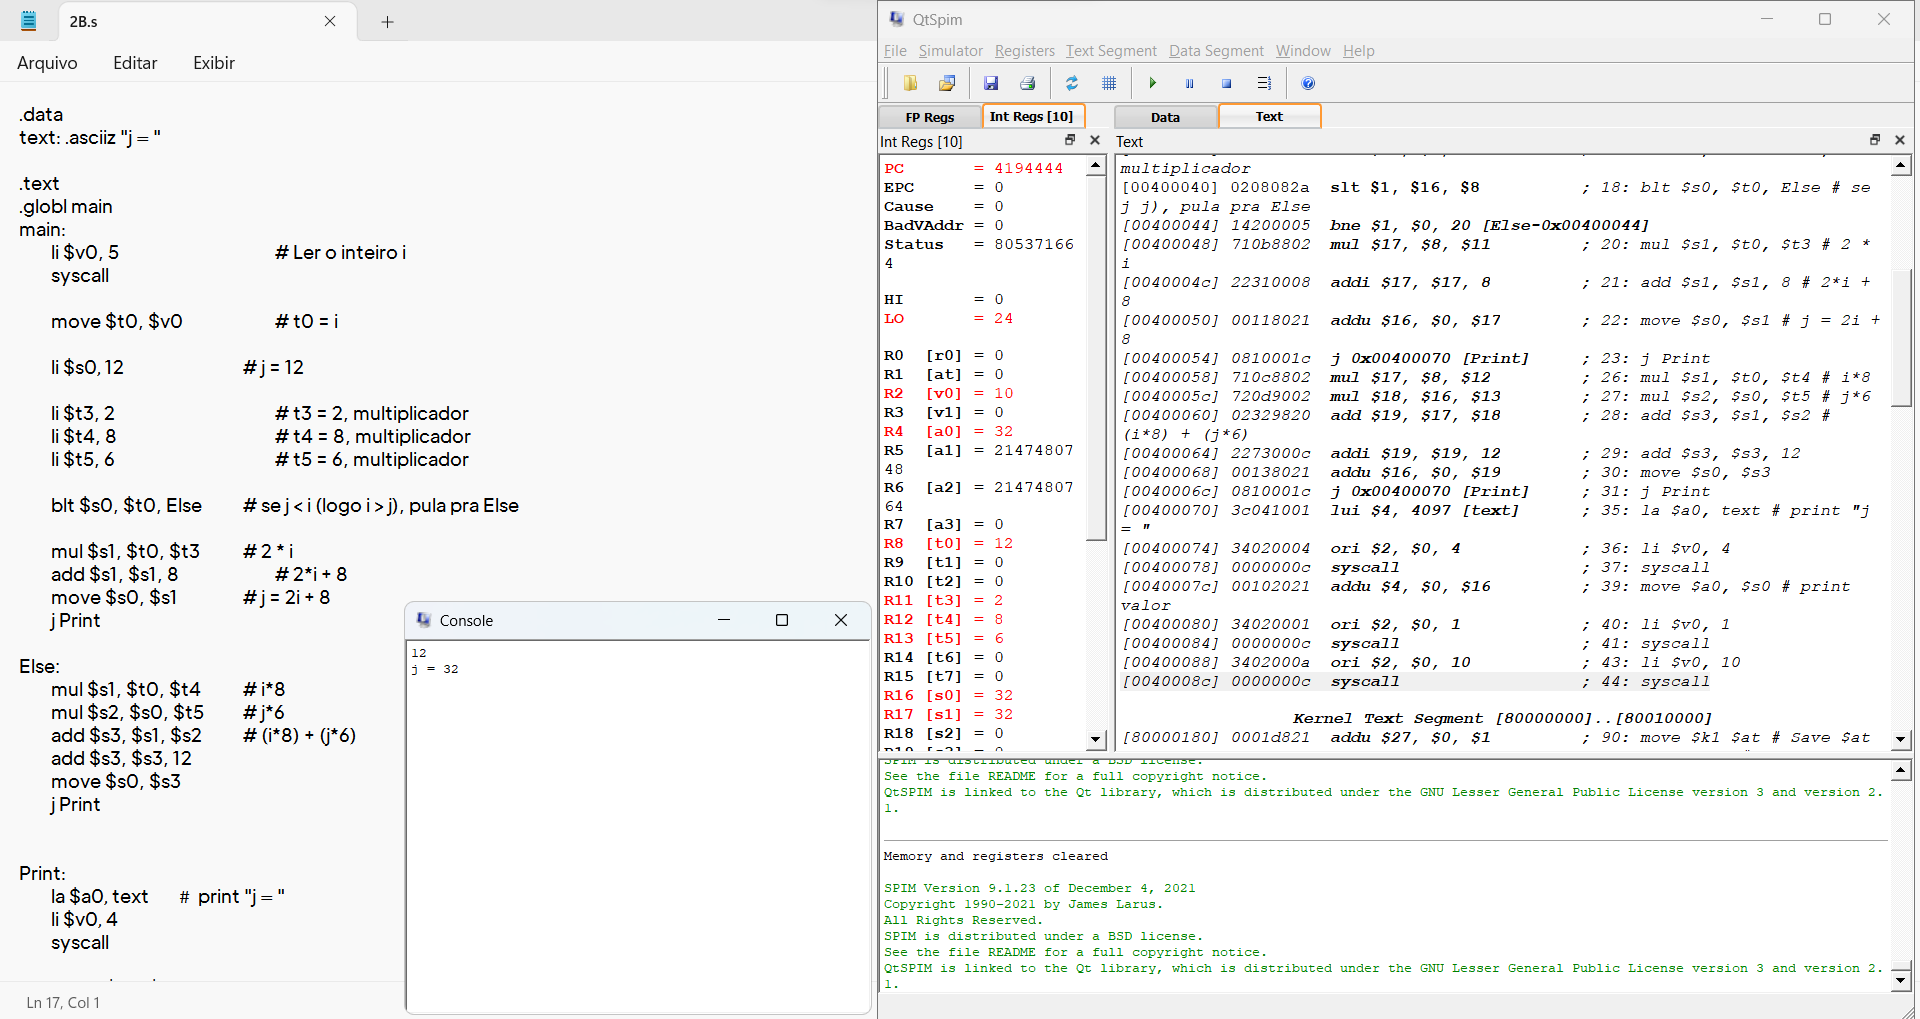 2B.s
Arquivo Editar Exibir
.data
text: .asciiz "j = "
.text
.globl main
main:
li $v0, 5 # Ler o inteiro i
syscall
move $t0, $v0 # t0 = i
li $s0, 12 # j = 12
li $t3, 2 # t3 = 2, multiplicador
li $t4, 8 # t4 = 8, multiplicador
li $t5, 6 # t5 = 6, multiplicador
blt $s0, $t0, Else # se j < i (logo i > j), pula pra Else
mul $s1, $t0, $t3 # 2 * i
add $s1, $s1, 8 # 2*i + 8
move $s0, $s1 # j = 2i + 8
j Print
Else:
mul $s1, $t0, $t4 # i*8
mul $s2, $s0, $t5 # j*6
add $s3, $s1, $s2 # (i*8) + (j*6)
add $s3, $s3, 12
move $s0, $s3
j Print
Print:
la $a0, text # print "j = "
li $v0, 4
syscall
Ln 17, Col 1
Console
12
j = 32
QtSpim
File Simulator Registers Text Segment Data Segment Window Help
FP Regs Int Regs [10]
Int Regs [10]
PC = 4194444
EPC = 0
Cause = 0
BadVAddr = 0
Status = 80537166
4
HI = 0
LO = 24
R0 [r0] = 0
R1 [at] = 0
R2 [v0] = 10
R3 [v1] = 0
R4 [a0] = 32
R5 [a1] = 21474807
48
R6 [a2] = 21474807
64
R7 [a3] = 0
R8 [t0] = 12
R9 [t1] = 0
R10 [t2] = 0
R11 [t3] = 2
R12 [t4] = 8
R13 [t5] = 6
R14 [t6] = 0
R15 [t7] = 0
R16 [s0] = 32
R17 [s1] = 32
R18 [s2] = 0
Data Text
Text
multiplicador
[00400040] 0208082a slt $1, $16, $8 ; 18: blt $s0, $t0, Else # se
j j), pula pra Else
[00400044] 14200005 bne $1, $0, 20 [Else-0x00400044]
[00400048] 710b8802 mul $17, $8, $11 ; 20: mul $s1, $t0, $t3 # 2 *
i
[0040004c] 22310008 addi $17, $17, 8 ; 21: add $s1, $s1, 8 # 2*i +
8
[00400050] 00118021 addu $16, $0, $17 ; 22: move $s0, $s1 # j = 2i +
8
[00400054] 0810001c j 0x00400070 [Print] ; 23: j Print
[00400058] 710c8802 mul $17, $8, $12 ; 26: mul $s1, $t0, $t4 # i*8
[0040005c] 720d9002 mul $18, $16, $13 ; 27: mul $s2, $s0, $t5 # j*6
[00400060] 02329820 add $19, $17, $18 ; 28: add $s3, $s1, $s2 #
(i*8) + (j*6)
[00400064] 2273000c addi $19, $19, 12 ; 29: add $s3, $s3, 12
[00400068] 00138021 addu $16, $0, $19 ; 30: move $s0, $s3
[0040006c] 0810001c j 0x00400070 [Print] ; 31: j Print
[00400070] 3c041001 lui $4, 4097 [text] ; 35: la $a0, text # print "j
= "
[00400074] 34020004 ori $2, $0, 4 ; 36: li $v0, 4
[00400078] 0000000c syscall ; 37: syscall
[0040007c] 00102021 addu $4, $0, $16 ; 39: move $a0, $s0 # print
valor
[00400080] 34020001 ori $2, $0, 1 ; 40: li $v0, 1
[00400084] 0000000c syscall ; 41: syscall
[00400088] 3402000a ori $2, $0, 10 ; 43: li $v0, 10
[0040008c] 0000000c syscall ; 44: syscall
Kernel Text Segment [80000000]..[80010000]
[80000180] 0001d821 addu $27, $0, $1 ; 90: move $k1 $at # Save $at
SPIM is distributed under a BSD license.
See the file README for a full copyright notice.
QtSPIM is linked to the Qt library, which is distributed under the GNU Lesser General Public License version 3 and version 2.
1.
Memory and registers cleared
SPIM Version 9.1.23 of December 4, 2021
Copyright 1990-2021 by James Larus.
All Rights Reserved.
SPIM is distributed under a BSD license.
See the file README for a full copyright notice.
QtSPIM is linked to the Qt library, which is distributed under the GNU Lesser General Public License version 3 and version 2.
1.